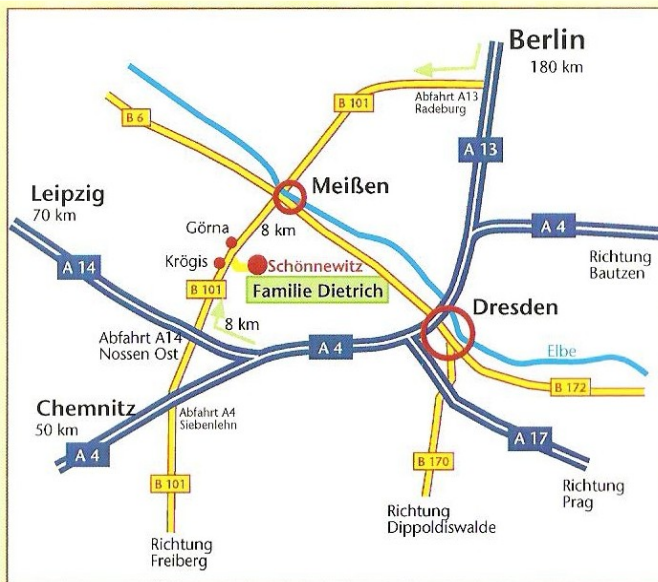 Berlin
180 km
B 101
Abfahrt A13
Radeburg
B 6
A 13
Meißen
Leipzig
70 km
Görna
8 km
A 4
Krögis
Schönnewitz
Richtung
Bautzen
A 14
B 101
Familie Dietrich
Dresden
8 km
Abfahrt A14
Nossen Ost
A 4
Elbe
B 172
Chemnitz
50 km
Abfahrt A4
Siebenlehn
A 17
A 4
B 170
B 101
Richtung
Prag
Richtung
Dippoldiswalde
Richtung
Freiberg